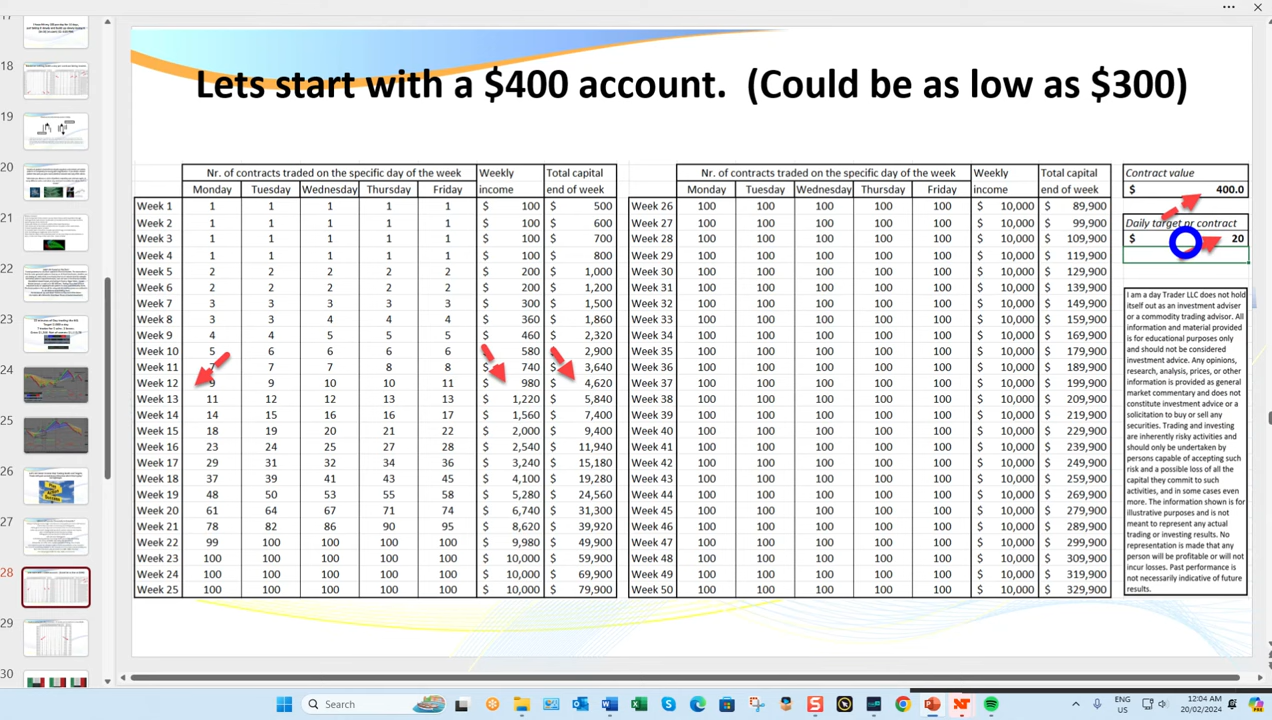 17
18
19
20
21
22
23
24
25
26
27
28
29
30
Lets start with a $400 account. (Could be as low as $300)
Nr. of contracts traded on the specific day of the week Weekly Total capital
Monday Tuesday Wednesday Thursday Friday income end of week
Week 1 1 1 1 1 1 $ 100 $ 500
Week 2 1 1 1 1 1 $ 100 $ 600
Week 3 1 1 1 1 1 $ 100 $ 700
Week 4 1 1 1 1 1 $ 100 $ 800
Week 5 2 2 2 2 2 $ 200 $ 1,000
Week 6 2 2 2 2 2 $ 200 $ 1,200
Week 7 3 3 3 3 3 $ 300 $ 1,500
Week 8 3 3 4 4 4 $ 360 $ 1,860
Week 9 4 4 5 5 5 $ 460 $ 2,320
Week 10 5 6 6 6 6 $ 580 $ 2,900
Week 11 7 7 7 8 8 $ 740 $ 3,640
Week 12 9 9 10 10 11 $ 980 $ 4,620
Week 13 11 12 12 13 13 $ 1,220 $ 5,840
Week 14 14 15 16 16 17 $ 1,560 $ 7,400
Week 15 18 19 20 21 22 $ 2,000 $ 9,400
Week 16 23 24 25 27 28 $ 2,540 $ 11,940
Week 17 29 31 32 34 36 $ 3,240 $ 15,180
Week 18 37 39 41 43 45 $ 4,100 $ 19,280
Week 19 48 50 53 55 58 $ 5,280 $ 24,560
Week 20 61 64 67 71 74 $ 6,740 $ 31,300
Week 21 78 82 86 90 95 $ 8,620 $ 39,920
Week 22 99 100 100 100 100 $ 9,980 $ 49,900
Week 23 100 100 100 100 100 $ 10,000 $ 59,900
Week 24 100 100 100 100 100 $ 10,000 $ 69,900
Week 25 100 100 100 100 100 $ 10,000 $ 79,900
Nr. of contracts traded on the specific day of the week Weekly Total capital
Monday Tuesday Wednesday Thursday Friday income end of week
Week 26 100 100 100 100 100 $ 10,000 $ 89,900
Week 27 100 100 100 100 100 $ 10,000 $ 99,900
Week 28 100 100 100 100 100 $ 10,000 $ 109,900
Week 29 100 100 100 100 100 $ 10,000 $ 119,900
Week 30 100 100 100 100 100 $ 10,000 $ 129,900
Week 31 100 100 100 100 100 $ 10,000 $ 139,900
Week 32 100 100 100 100 100 $ 10,000 $ 149,900
Week 33 100 100 100 100 100 $ 10,000 $ 159,900
Week 34 100 100 100 100 100 $ 10,000 $ 169,900
Week 35 100 100 100 100 100 $ 10,000 $ 179,900
Week 36 100 100 100 100 100 $ 10,000 $ 189,900
Week 37 100 100 100 100 100 $ 10,000 $ 199,900
Week 38 100 100 100 100 100 $ 10,000 $ 209,900
Week 39 100 100 100 100 100 $ 10,000 $ 219,900
Week 40 100 100 100 100 100 $ 10,000 $ 229,900
Week 41 100 100 100 100 100 $ 10,000 $ 239,900
Week 42 100 100 100 100 100 $ 10,000 $ 249,900
Week 43 100 100 100 100 100 $ 10,000 $ 259,900
Week 44 100 100 100 100 100 $ 10,000 $ 269,900
Week 45 100 100 100 100 100 $ 10,000 $ 279,900
Week 46 100 100 100 100 100 $ 10,000 $ 289,900
Week 47 100 100 100 100 100 $ 10,000 $ 299,900
Week 48 100 100 100 100 100 $ 10,000 $ 309,900
Week 49 100 100 100 100 100 $ 10,000 $ 319,900
Week 50 100 100 100 100 100 $ 10,000 $ 329,900
Contract value
$ 400.0
Daily target pr contract
$ 20
I am a day Trader LLC does not hold
itself out as an investment adviser
or a commodity trading advisor. All
information and material provided
is for educational purposes only
and should not be considered
investment advice. Any opinions,
research, analysis, prices, or other
information is provided as general
market commentary and does not
constitute investment advice or a
solicitation to buy or sell any
securities. Trading and investing
are inherently risky activities and
should only be undertaken by
persons capable of accepting such
risk and a possible loss of all the
capital they commit to such
activities, and in some cases even
more. The information shown is for
illustrative purposes and is not
meant to represent any actual
trading or investing results. No
representation is made that any
person will be profitable or will not
incur losses. Past performance is
not necessarily indicative of future
results.
Search
ENG
US
12:04 AM
20/02/2024